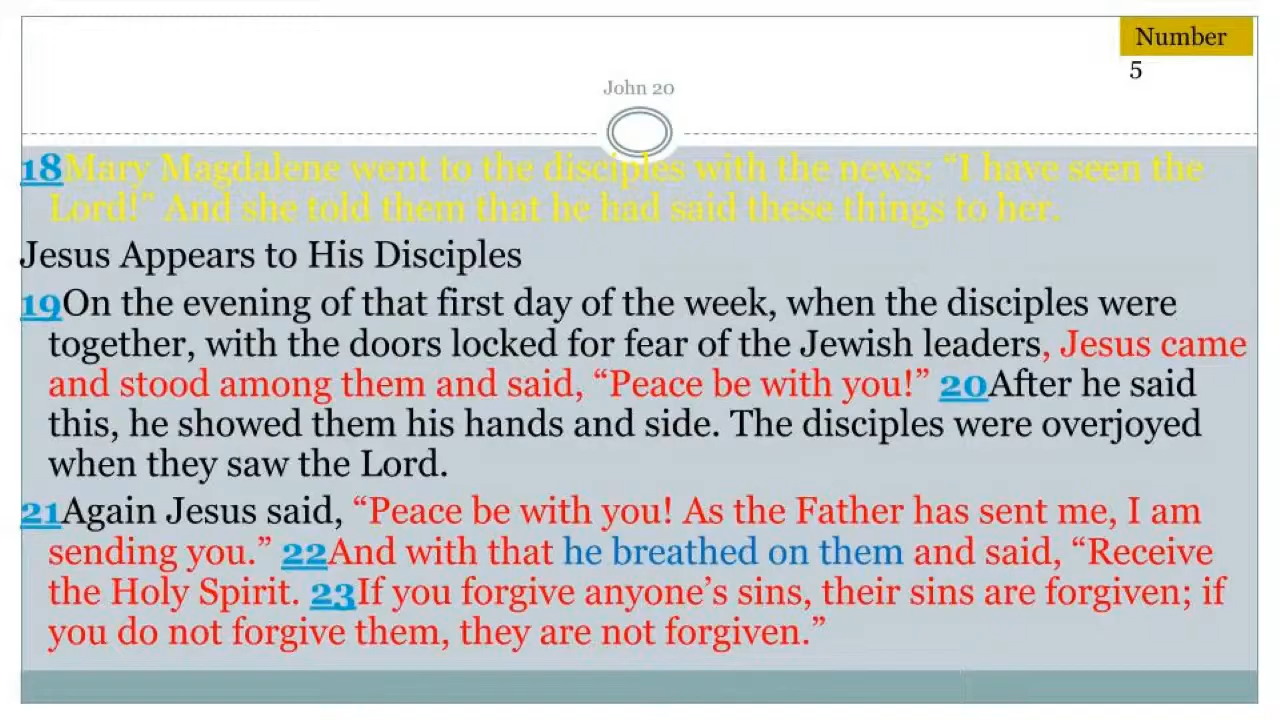 Number
5
John 20
18Mary Magdalene went to the disciples with the news: “I have seen the
Lord!” And she told them that he had said these things to her.
Jesus Appears to His Disciples
19On the evening of that first day of the week, when the disciples were
together, with the doors locked for fear of the Jewish leaders, Jesus came
and stood among them and said, “Peace be with you!” 20After he said
this, he showed them his hands and side. The disciples were overjoyed
when they saw the Lord.
21Again Jesus said, “Peace be with you! As the Father has sent me, I am
sending you.” 22And with that he breathed on them and said, “Receive
the Holy Spirit. 23If you forgive anyone’s sins, their sins are forgiven; if
you do not forgive them, they are not forgiven.”